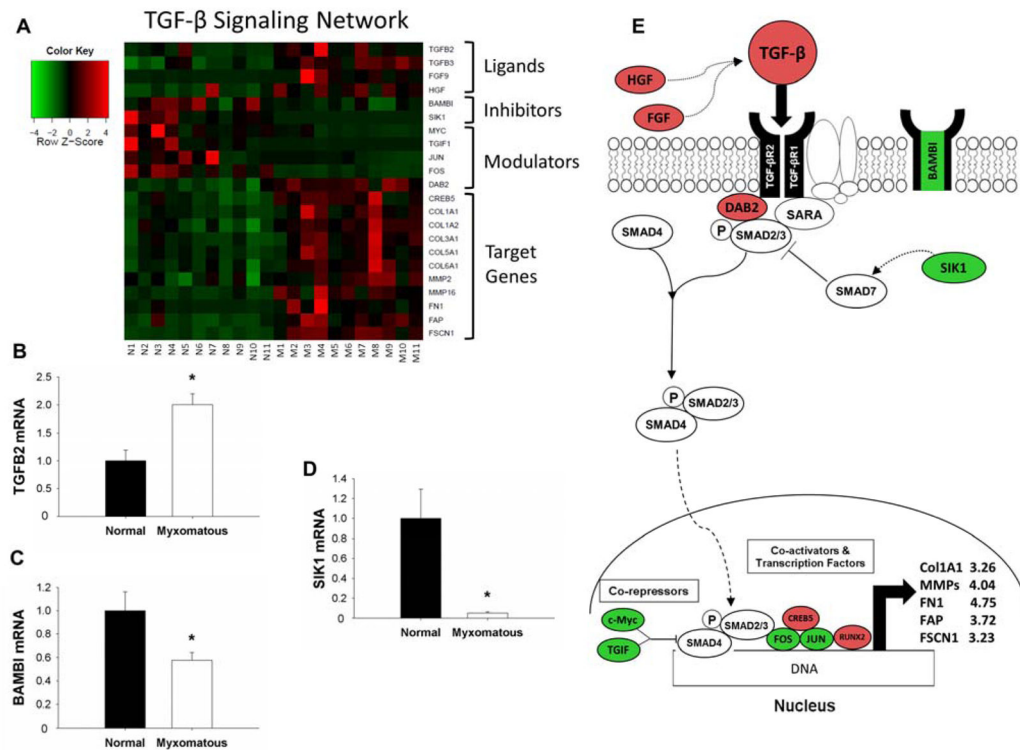 A
TGF-β Signaling Network
Color Key
−4 −2 0 2 4
Row Z-Score
TGFB2
TGFB3
FGF9
HGF
BAMBI
SIK1
MYC
TGIF1
JUN
FOS
DAB2
CREB5
COL1A1
COL1A2
COL3A1
COL5A1
COL6A1
MMP2
MMP16
FN1
FAP
FSCN1
Ligands
Inhibitors
Modulators
Target
Genes
N1 N2 N3 N4 N5 N6 N7 N8 N9 N10 N11 M1 M2 M3 M4 M5 M6 M7 M8 M9 M10 M11
B
TGFB2 mRNA
2.5
2.0
1.5
1.0
0.5
0
*
Normal Myxomatous
C
BAMBI mRNA
1.2
1.0
0.8
0.6
0.4
0.2
0
*
Normal Myxomatous
D
SIK1 mRNA
1.4
1.2
1.0
0.8
0.6
0.4
0.2
0
*
Normal Myxomatous
E
TGF-β
HGF
FGF
TGF-βR2
TGF-βR1
BAMBI
DAB2
SARA
P
SMAD2/3
SMAD4
SIK1
SMAD7
P
SMAD2/3
SMAD4
Co-activators &
Transcription Factors
Co-repressors
Col1A1 3.26
MMPs 4.04
FN1 4.75
FAP 3.72
FSCN1 3.23
c-Myc
TGIF
P
SMAD2/3
SMAD4
CREB5
FOS
JUN
RUNX2
DNA
Nucleus